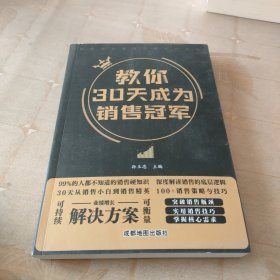 教你
30天成为
销售冠军
孙玉忠 主编
99%的人都不知道的销售硬知识
30天从销售小白到销售精英
深度解读销售的底层逻辑
100+销售策略与技巧
可持续
业绩增长
解决方案
可衡量
突破销售瓶颈
实用销售技巧
掌握核心需求
成都地图出版社